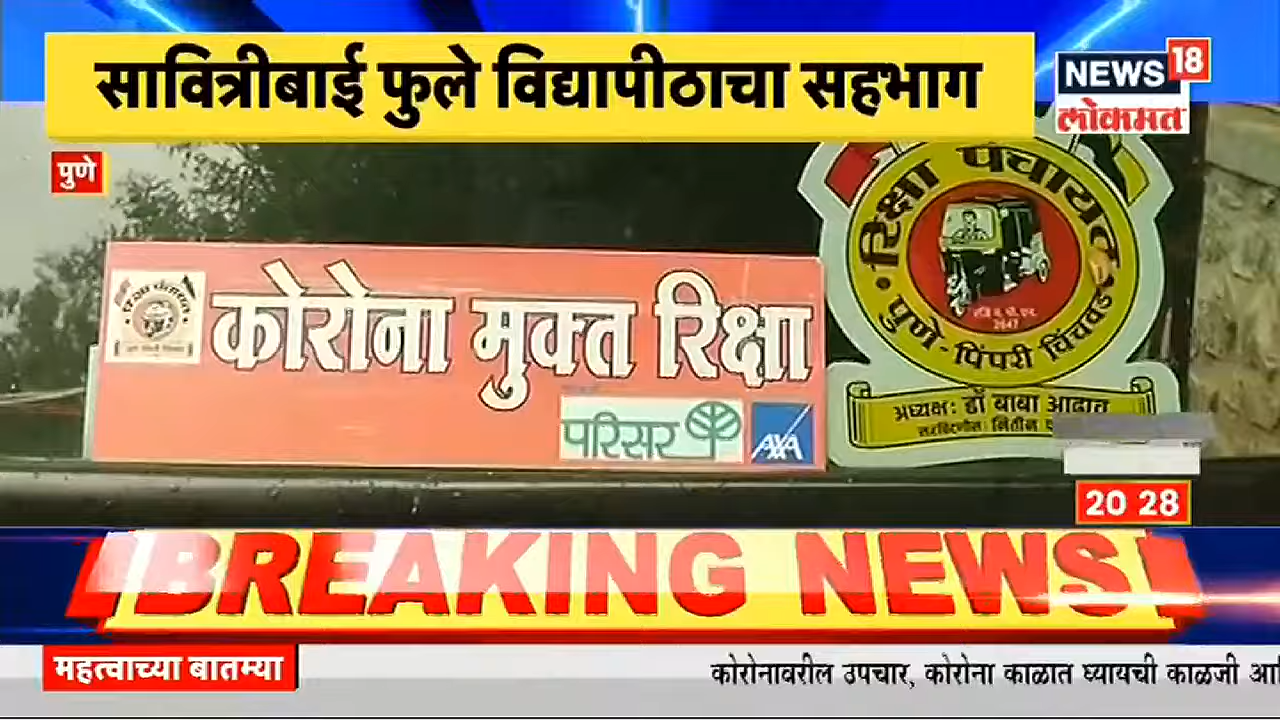 सावित्रीबाई फुले विद्यापीठाचा सहभाग
NEWS 18
लोकमत
पुणे
कोरोना मुक्त रिक्षा
परिसर
AXA
रिक्षा पंचायत
पुणे - पिंपरी चिंचवड
2647
अध्यक्ष: डॉ बाबा आढाव
नितीन
20 28
BREAKING NEWS
महत्वाच्या बातम्या
कोरोनावरील उपचार, कोरोना काळात घ्यायची काळजी